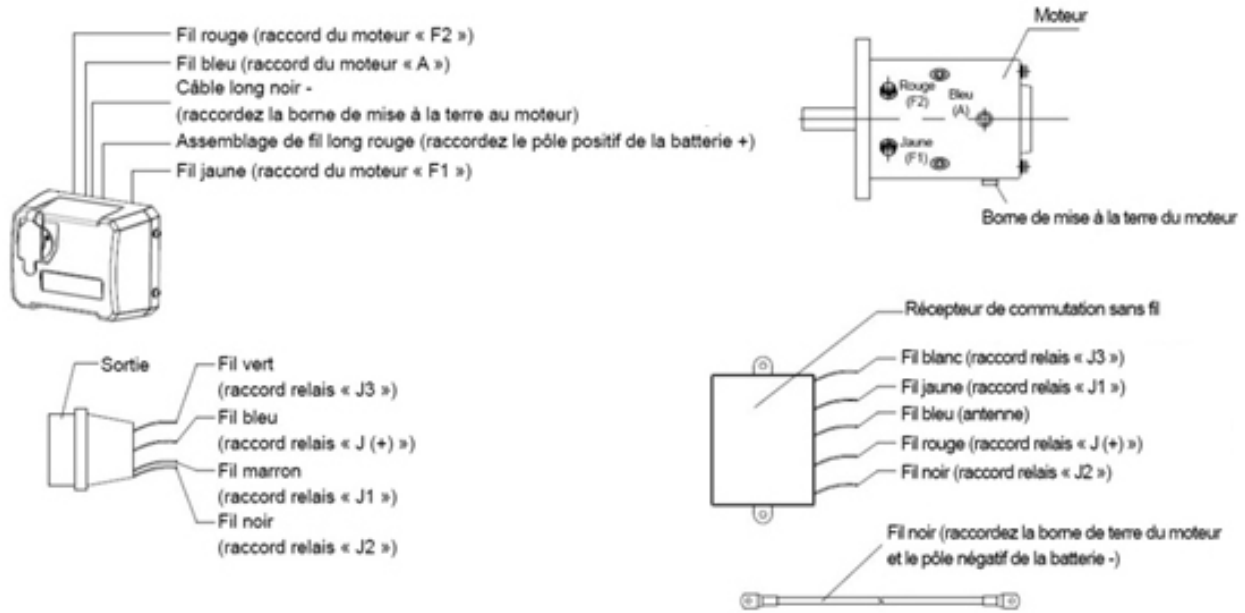 Fil rouge (raccord du moteur « F2 »)
Fil bleu (raccord du moteur « A »)
Câble long noir -
(raccordez la borne de mise à la terre au moteur)
Assemblage de fil long rouge (raccordez le pôle positif de la batterie +)
Fil jaune (raccord du moteur « F1 »)
Moteur
Rouge
(F2)
Bleu
(A)
Jaune
(F1)
Borne de mise à la terre du moteur
Sortie
Fil vert
(raccord relais « J3 »)
Fil bleu
(raccord relais « J (+) »)
Fil marron
(raccord relais « J1 »)
Fil noir
(raccord relais « J2 »)
Récepteur de commutation sans fil
Fil blanc (raccord relais « J3 »)
Fil jaune (raccord relais « J1 »)
Fil bleu (antenne)
Fil rouge (raccord relais « J (+) »)
Fil noir (raccord relais « J2 »)
Fil noir (raccordez la borne de terre du moteur
et le pôle négatif de la batterie -)